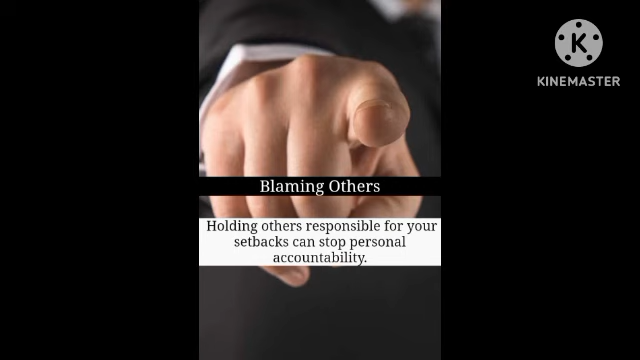 KINEMASTER
Blaming Others
Holding others responsible for your
setbacks can stop personal
accountability.